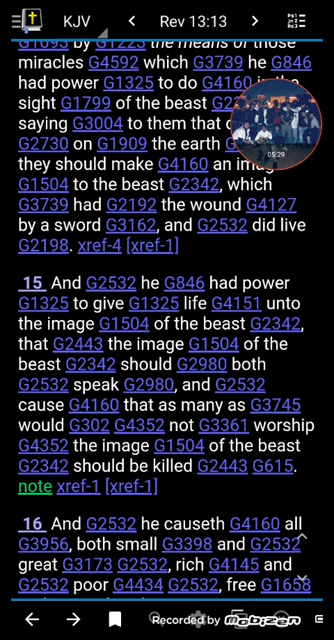 KJV < Rev 13:13 >
G1093 by G1223 the means of those
miracles G4592 which G3739 he G846
had power G1325 to do G4160 in the
sight G1799 of the beast
saying G3004 to them that
G2730 on G1909 the earth
they should make G4160 an
G1504 to the beast G2342, which
G3739 had G2192 the wound G4127
by a sword G3162, and G2532 did live
G2198. xref-4 [xref-1]
05:29
15 And G2532 he G846 had power
G1325 to give G1325 life G4151 unto
the image G1504 of the beast G2342,
that G2443 the image G1504 of the
beast G2342 should G2980 both
G2532 speak G2980, and G2532
cause G4160 that as many as G3745
would G302 G4352 not G3361 worship
G4352 the image G1504 of the beast
G2342 should be killed G2443 G615.
note xref-1 [xref-1]
16 And G2532 he causeth G4160 all
G3956, both small G3398 and G2532
great G3173 G2532, rich G4145 and
G2532 poor G4434 G2532, free G1658
Recorded by mobizen